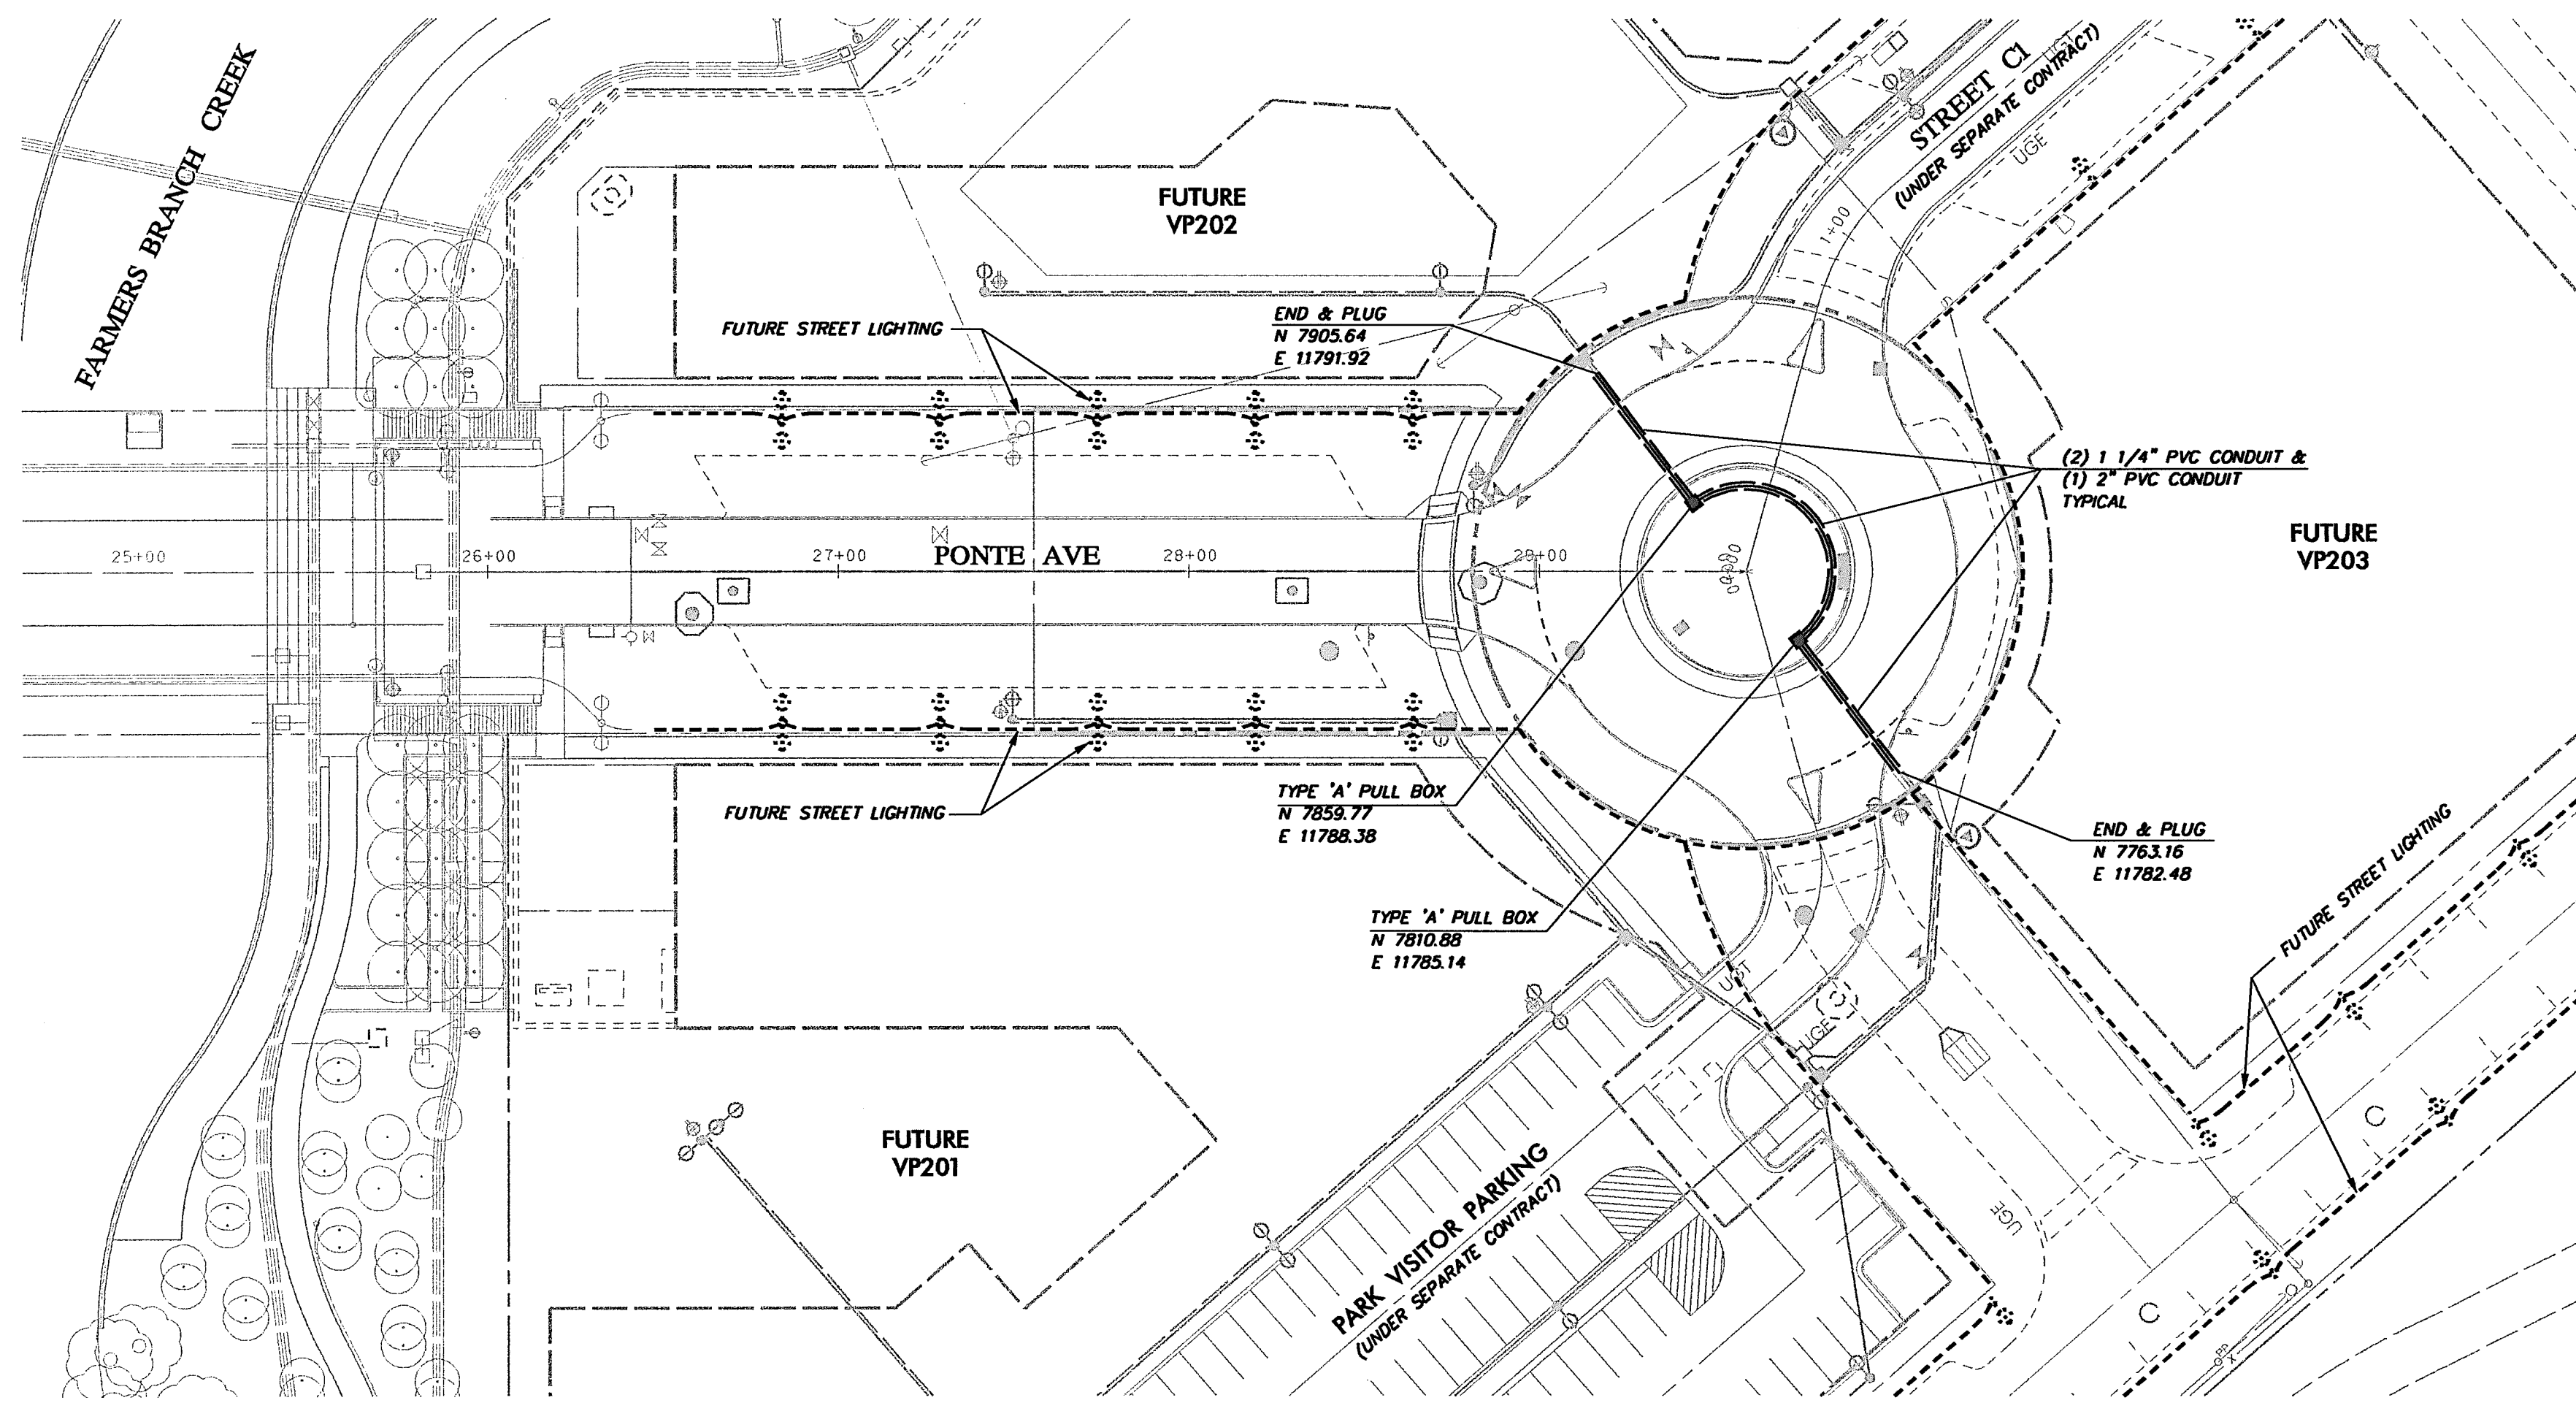 FARMERS BRANCH CREEK
STREET C1
(UNDER SEPARATE CONTRACT)
UGT
UGE
1+00
FUTURE
VP202
FUTURE STREET LIGHTING
END & PLUG
N 7905.64
E 11791.92
(2) 1 1/4" PVC CONDUIT &
(1) 2" PVC CONDUIT
TYPICAL
FUTURE
VP203
25+00
26+00
27+00
PONTE AVE
28+00
29+00
FUTURE STREET LIGHTING
TYPE 'A' PULL BOX
N 7859.77
E 11788.38
END & PLUG
N 7763.16
E 11782.48
TYPE 'A' PULL BOX
N 7810.88
E 11785.14
FUTURE STREET LIGHTING
UGT
UGE
FUTURE
VP201
PARK VISITOR PARKING
(UNDER SEPARATE CONTRACT)
UGE
C
C
PP
X